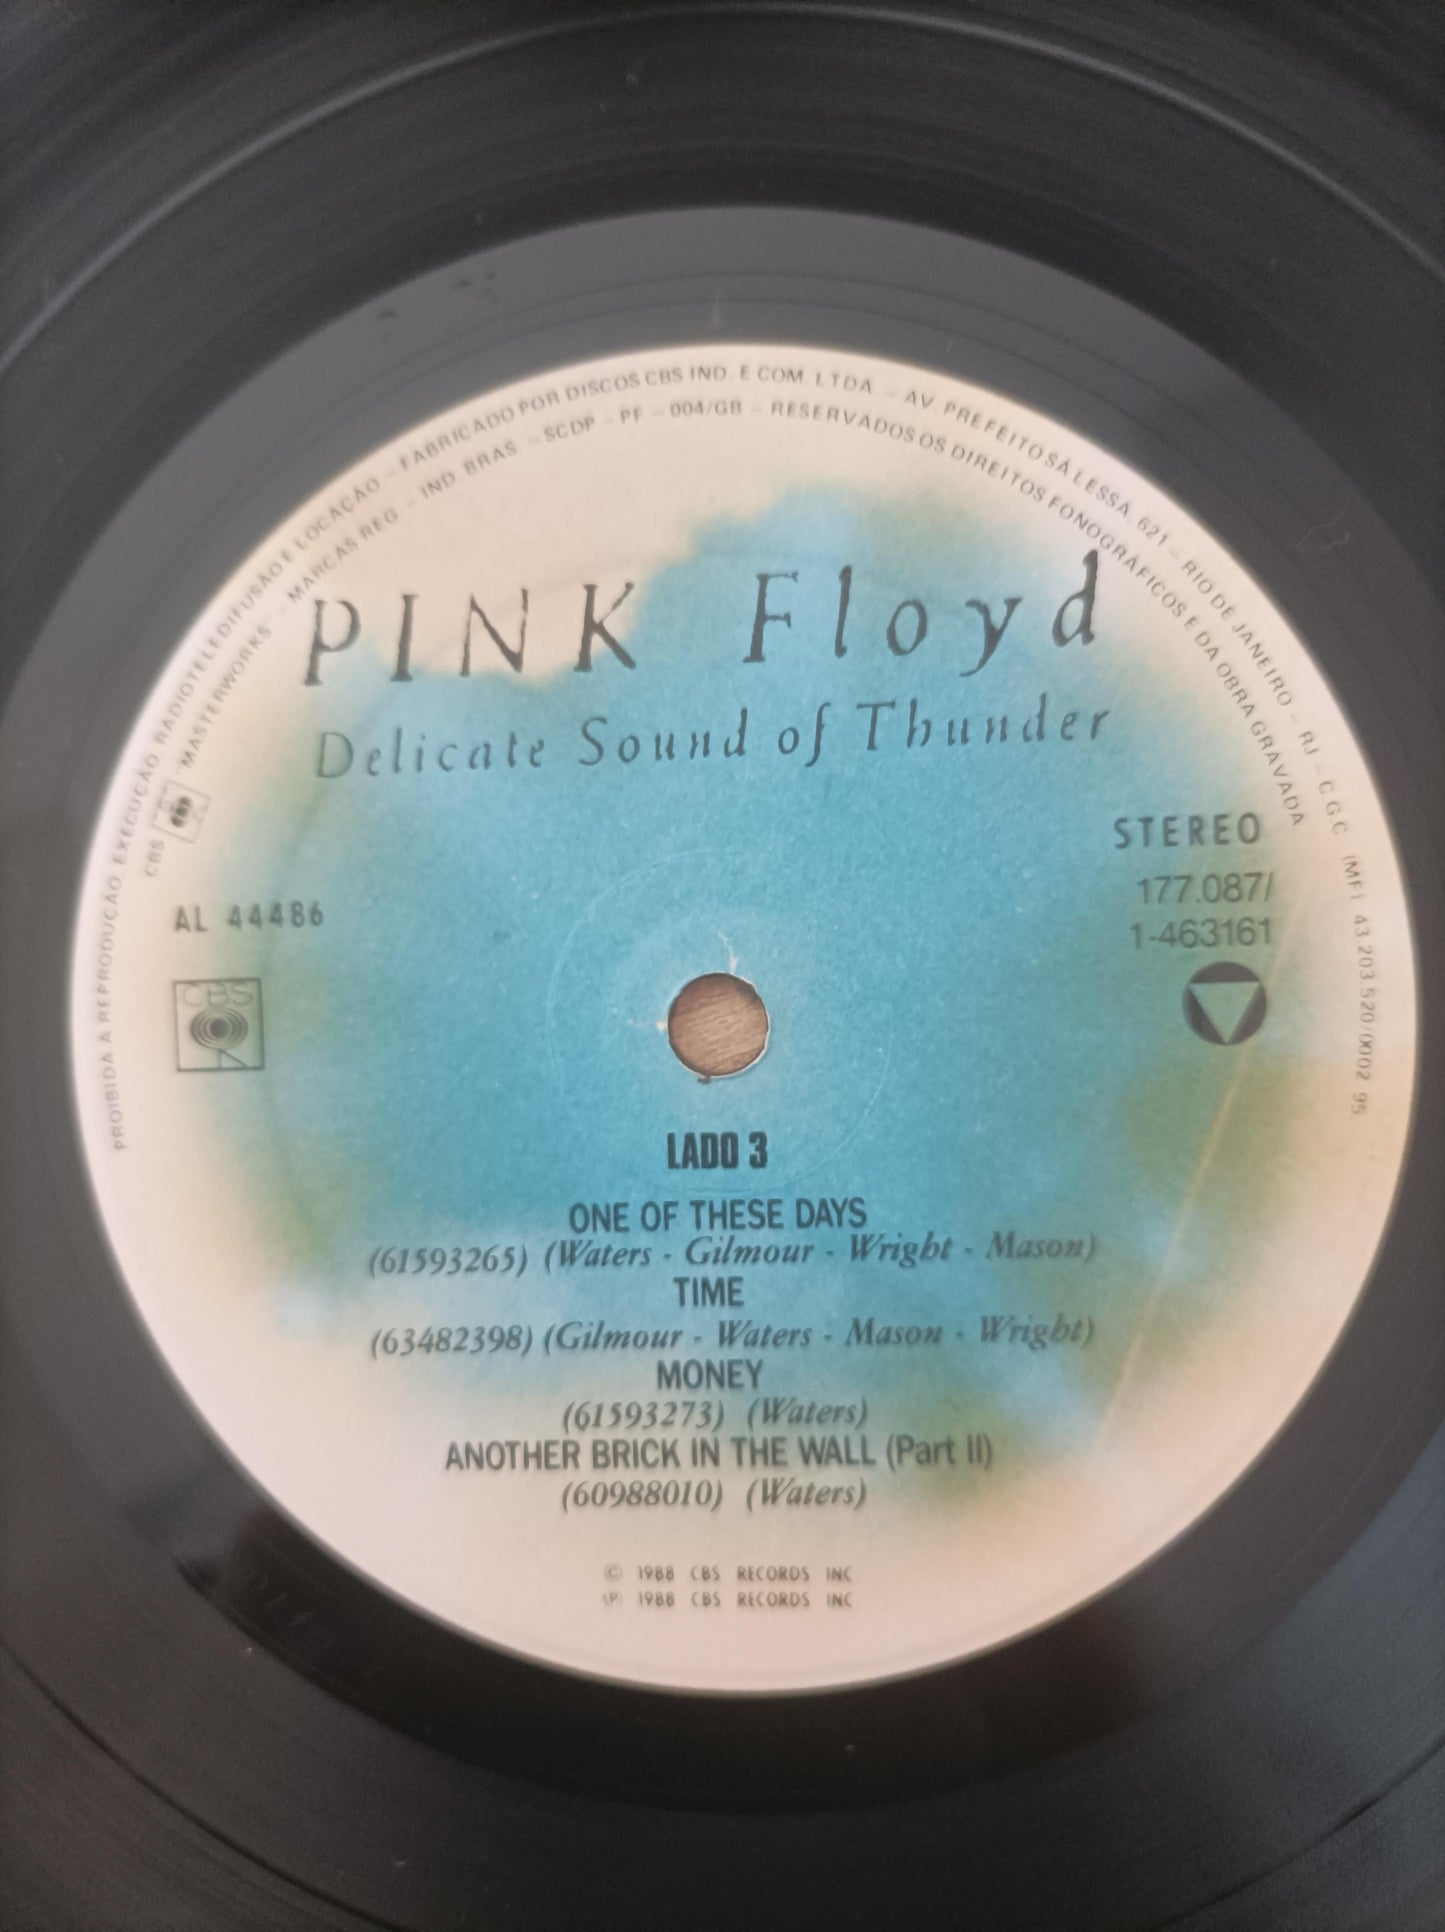 PROIBIDA A REPRODUÇÃO, EXECUÇÃO, RADIOTELEDIFUSÃO E LOCAÇÃO - FABRICADO POR DISCOS CBS IND. E COM. LTDA. - AV. PREFEITO SÁ LESSA, 621 - RIO DE JANEIRO - RJ - C.G.C. (MF) 43.203.520/0002 95
CBS CBS "MASTERWORKS" - MARCAS REG. - IND. BRAS. - SCDP - PF - 004/GB - RESERVADOS OS DIREITOS FONOGRÁFICOS E DA OBRA GRAVADA
PINK Floyd
Delicate Sound of Thunder
STEREO
AL 44486
177.087/
1-463161
CBS
LADO 3
ONE OF THESE DAYS
(61593265) (Waters - Gilmour - Wright - Mason)
TIME
(63482398) (Gilmour - Waters - Mason - Wright)
MONEY
(61593273) (Waters)
ANOTHER BRICK IN THE WALL (Part II)
(60988010) (Waters)
© 1988 CBS RECORDS INC
℗ 1988 CBS RECORDS INC